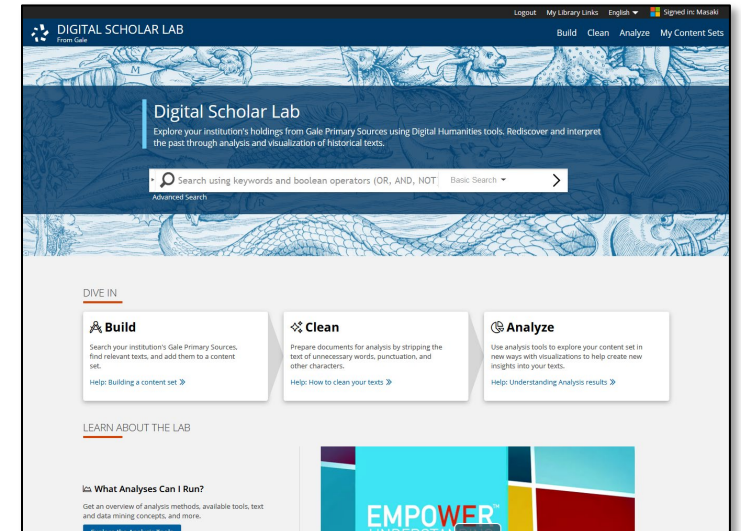 Logout My Library Links English Signed in: Masaki
DIGITAL SCHOLAR LAB
From Gale
Build Clean Analyze My Content Sets
M
L
Digital Scholar Lab
Explore your institution's holdings from Gale Primary Sources using Digital Humanities tools. Rediscover and interpret
the past through analysis and visualization of historical texts.
Search using keywords and boolean operators (OR, AND, NOT Basic Search
Advanced Search
DIVE IN
Build
Search your institution's Gale Primary Sources,
find relevant texts, and add them to a content
set.
Help: Building a content set »
Clean
Prepare documents for analysis by stripping the
text of unnecessary words, punctuation, and
other characters.
Help: How to clean your texts »
Analyze
Use analysis tools to explore your content set in
new ways with visualizations to help create new
insights into your texts.
Help: Understanding Analysis results »
LEARN ABOUT THE LAB
What Analyses Can I Run?
Get an overview of analysis methods, available tools, text
and data mining concepts, and more.
EMPOWER™